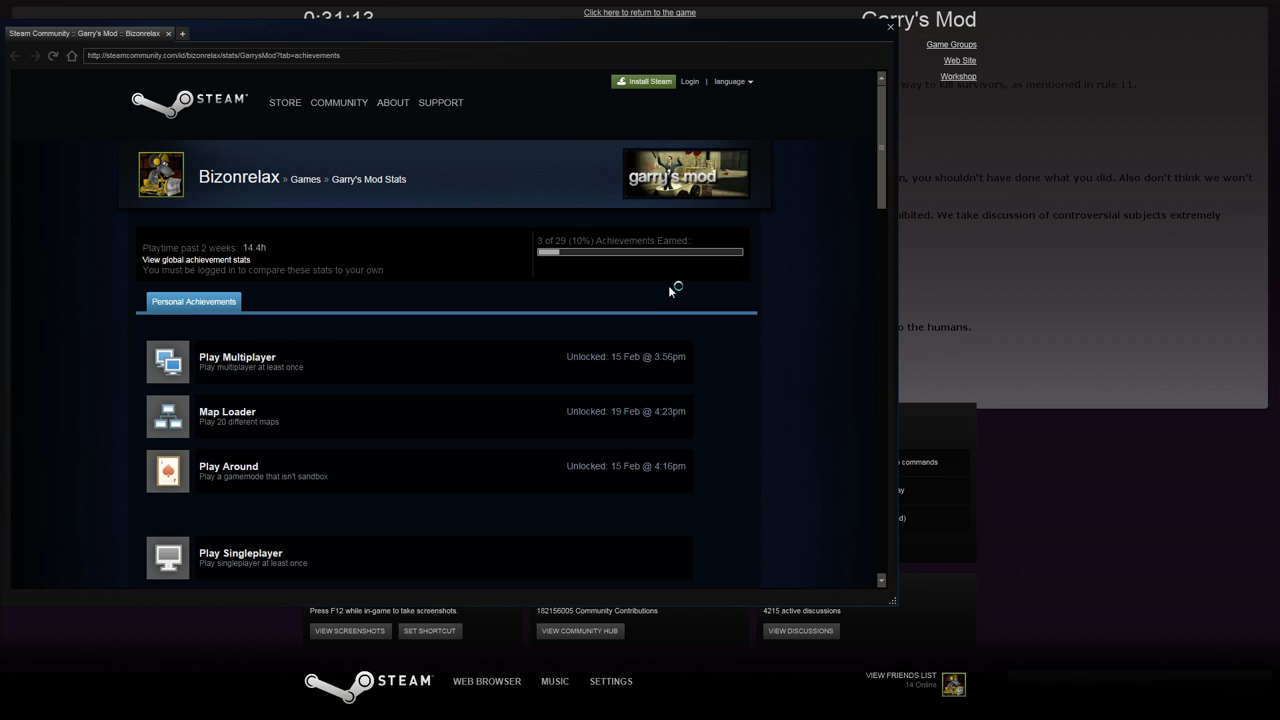 0:31:13
Click here to return to the game
Garry's Mod
Game Groups
Web Site
Workshop
Steam Community :: Garry's Mod :: Bizonrelax
http://steamcommunity.com/id/bizonrelax/stats/GarrysMod?tab=achievements
Install Steam Login | language
STEAM™ STORE COMMUNITY ABOUT SUPPORT
way to kill survivors, as mentioned in rule 11.
Bizonrelax » Games » Garry's Mod Stats
garry's mod
n, you shouldn't have done what you did. Also don't think we won't
ibited. We take discussion of controversial subjects extremely
Playtime past 2 weeks: 14.4h
View global achievement stats
You must be logged in to compare these stats to your own
3 of 29 (10%) Achievements Earned::
Personal Achievements
o the humans.
Play Multiplayer
Play multiplayer at least once
Unlocked: 15 Feb @ 3:56pm
Map Loader
Play 20 different maps
Unlocked: 19 Feb @ 4:23pm
Play Around
Play a gamemode that isn't sandbox
Unlocked: 15 Feb @ 4:16pm
Play Singleplayer
Play singleplayer at least once
commands
ay
d)
Press F12 while in-game to take screenshots.
VIEW SCREENSHOTS SET SHORTCUT
182156005 Community Contributions
VIEW COMMUNITY HUB
4215 active discussions
VIEW DISCUSSIONS
STEAM™ WEB BROWSER MUSIC SETTINGS
VIEW FRIENDS LIST
14 Online